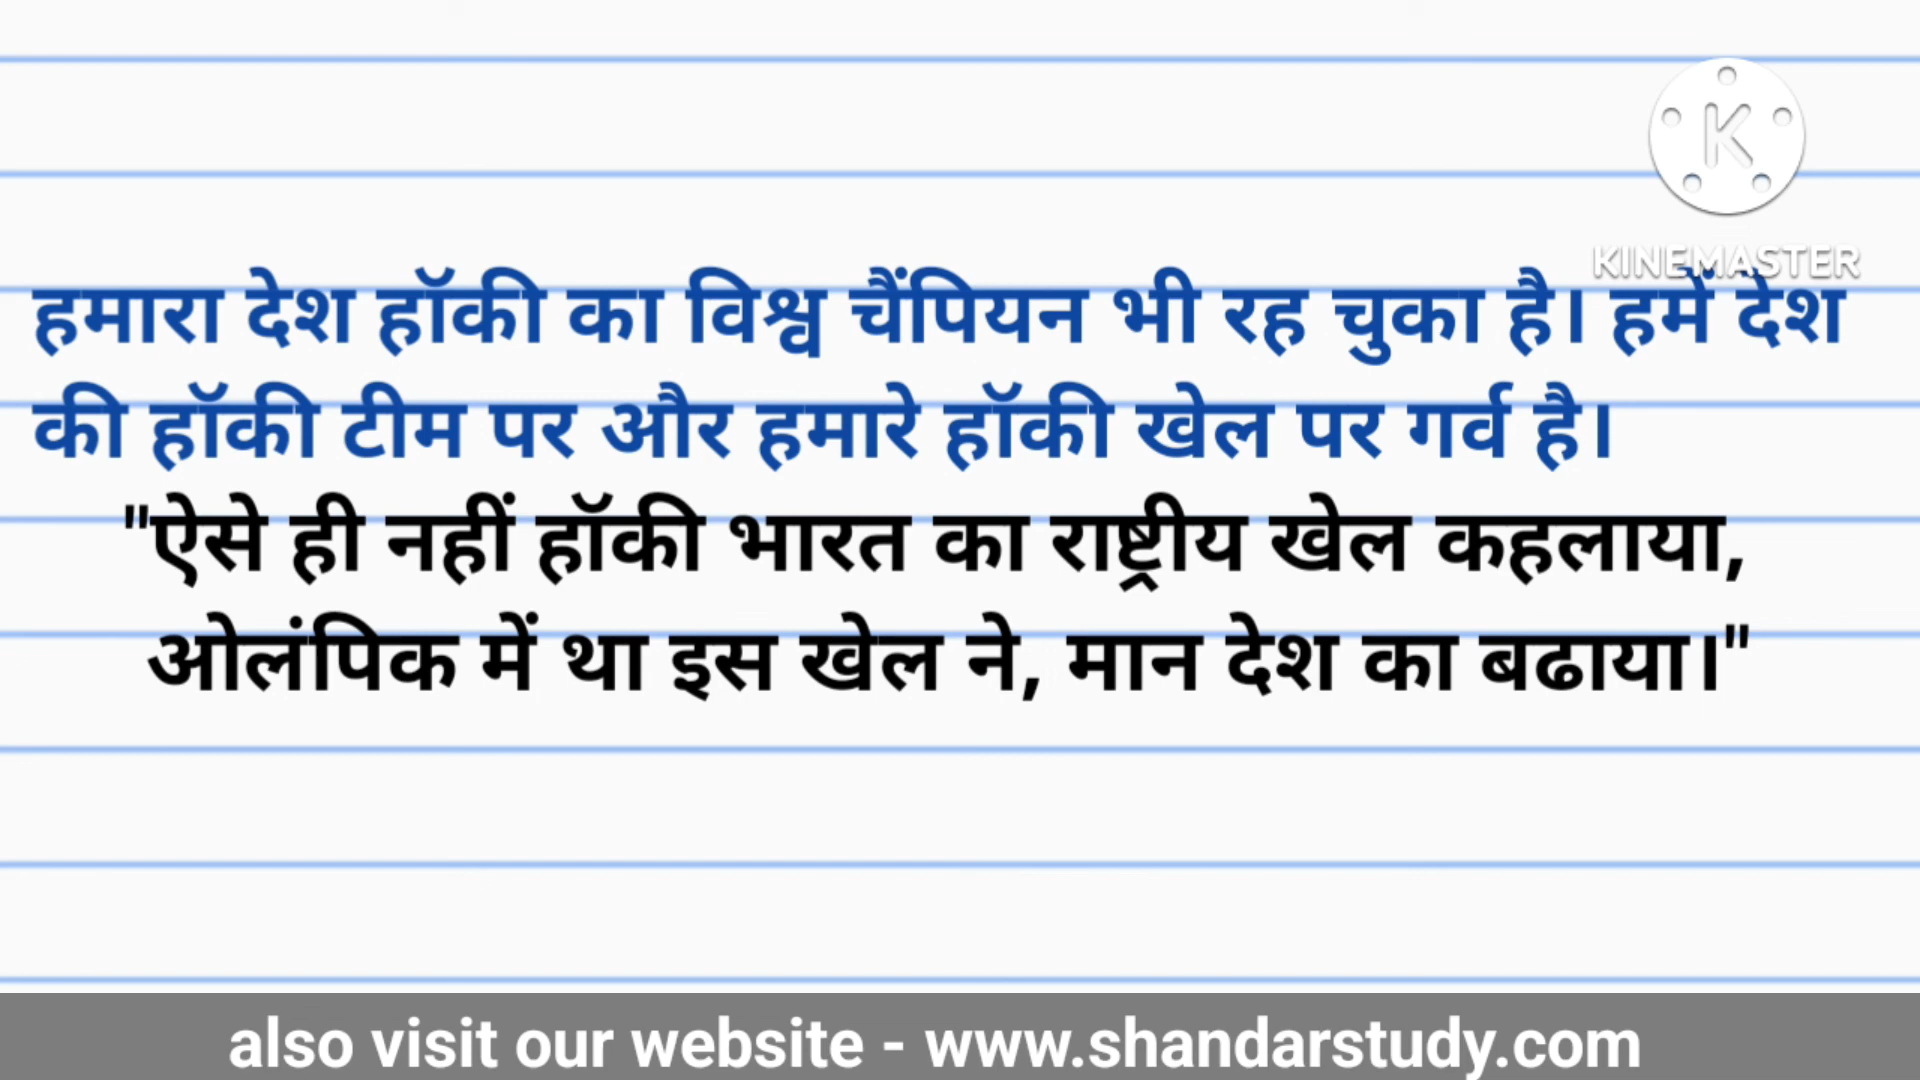 K
KINEMASTER
हमारा देश हॉकी का विश्व चैंपियन भी रह चुका है। हमें देश
की हॉकी टीम पर और हमारे हॉकी खेल पर गर्व है।
"ऐसे ही नहीं हॉकी भारत का राष्ट्रीय खेल कहलाया,
ओलंपिक में था इस खेल ने, मान देश का बढाया।"
also visit our website - www.shandarstudy.com